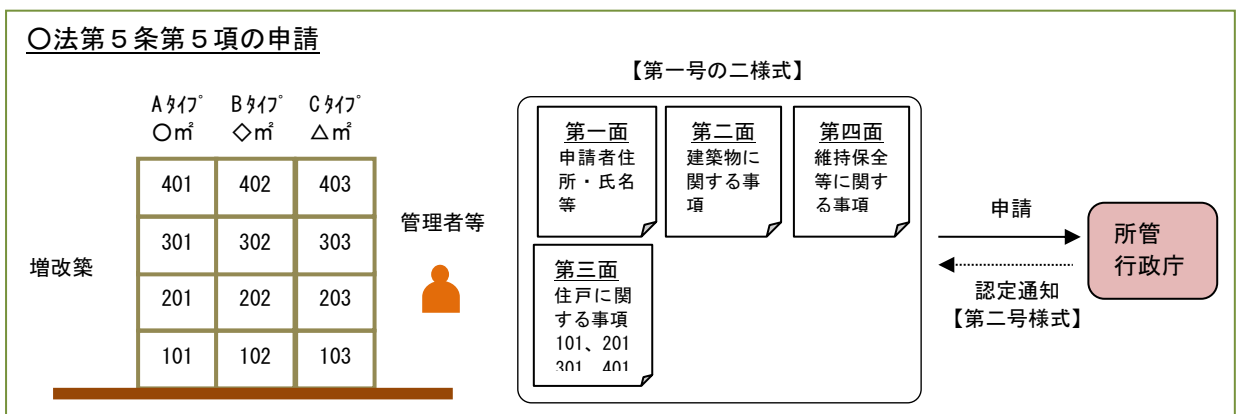 〇法第５条第５項の申請
【第一号の二様式】
Aﾀｲﾌﾟ Bﾀｲﾌﾟ Cﾀｲﾌﾟ
〇㎡ ◇㎡ △㎡
401 402 403
301 302 303
201 202 203
101 102 103
増改築
管理者等
第一面
申請者住
所・氏名
等
第二面
建築物に
関する事
項
第四面
維持保全
等に関す
る事項
第三面
住戸に関
する事項
101、201
301、401
申請
認定通知
【第二号様式】
所管
行政庁